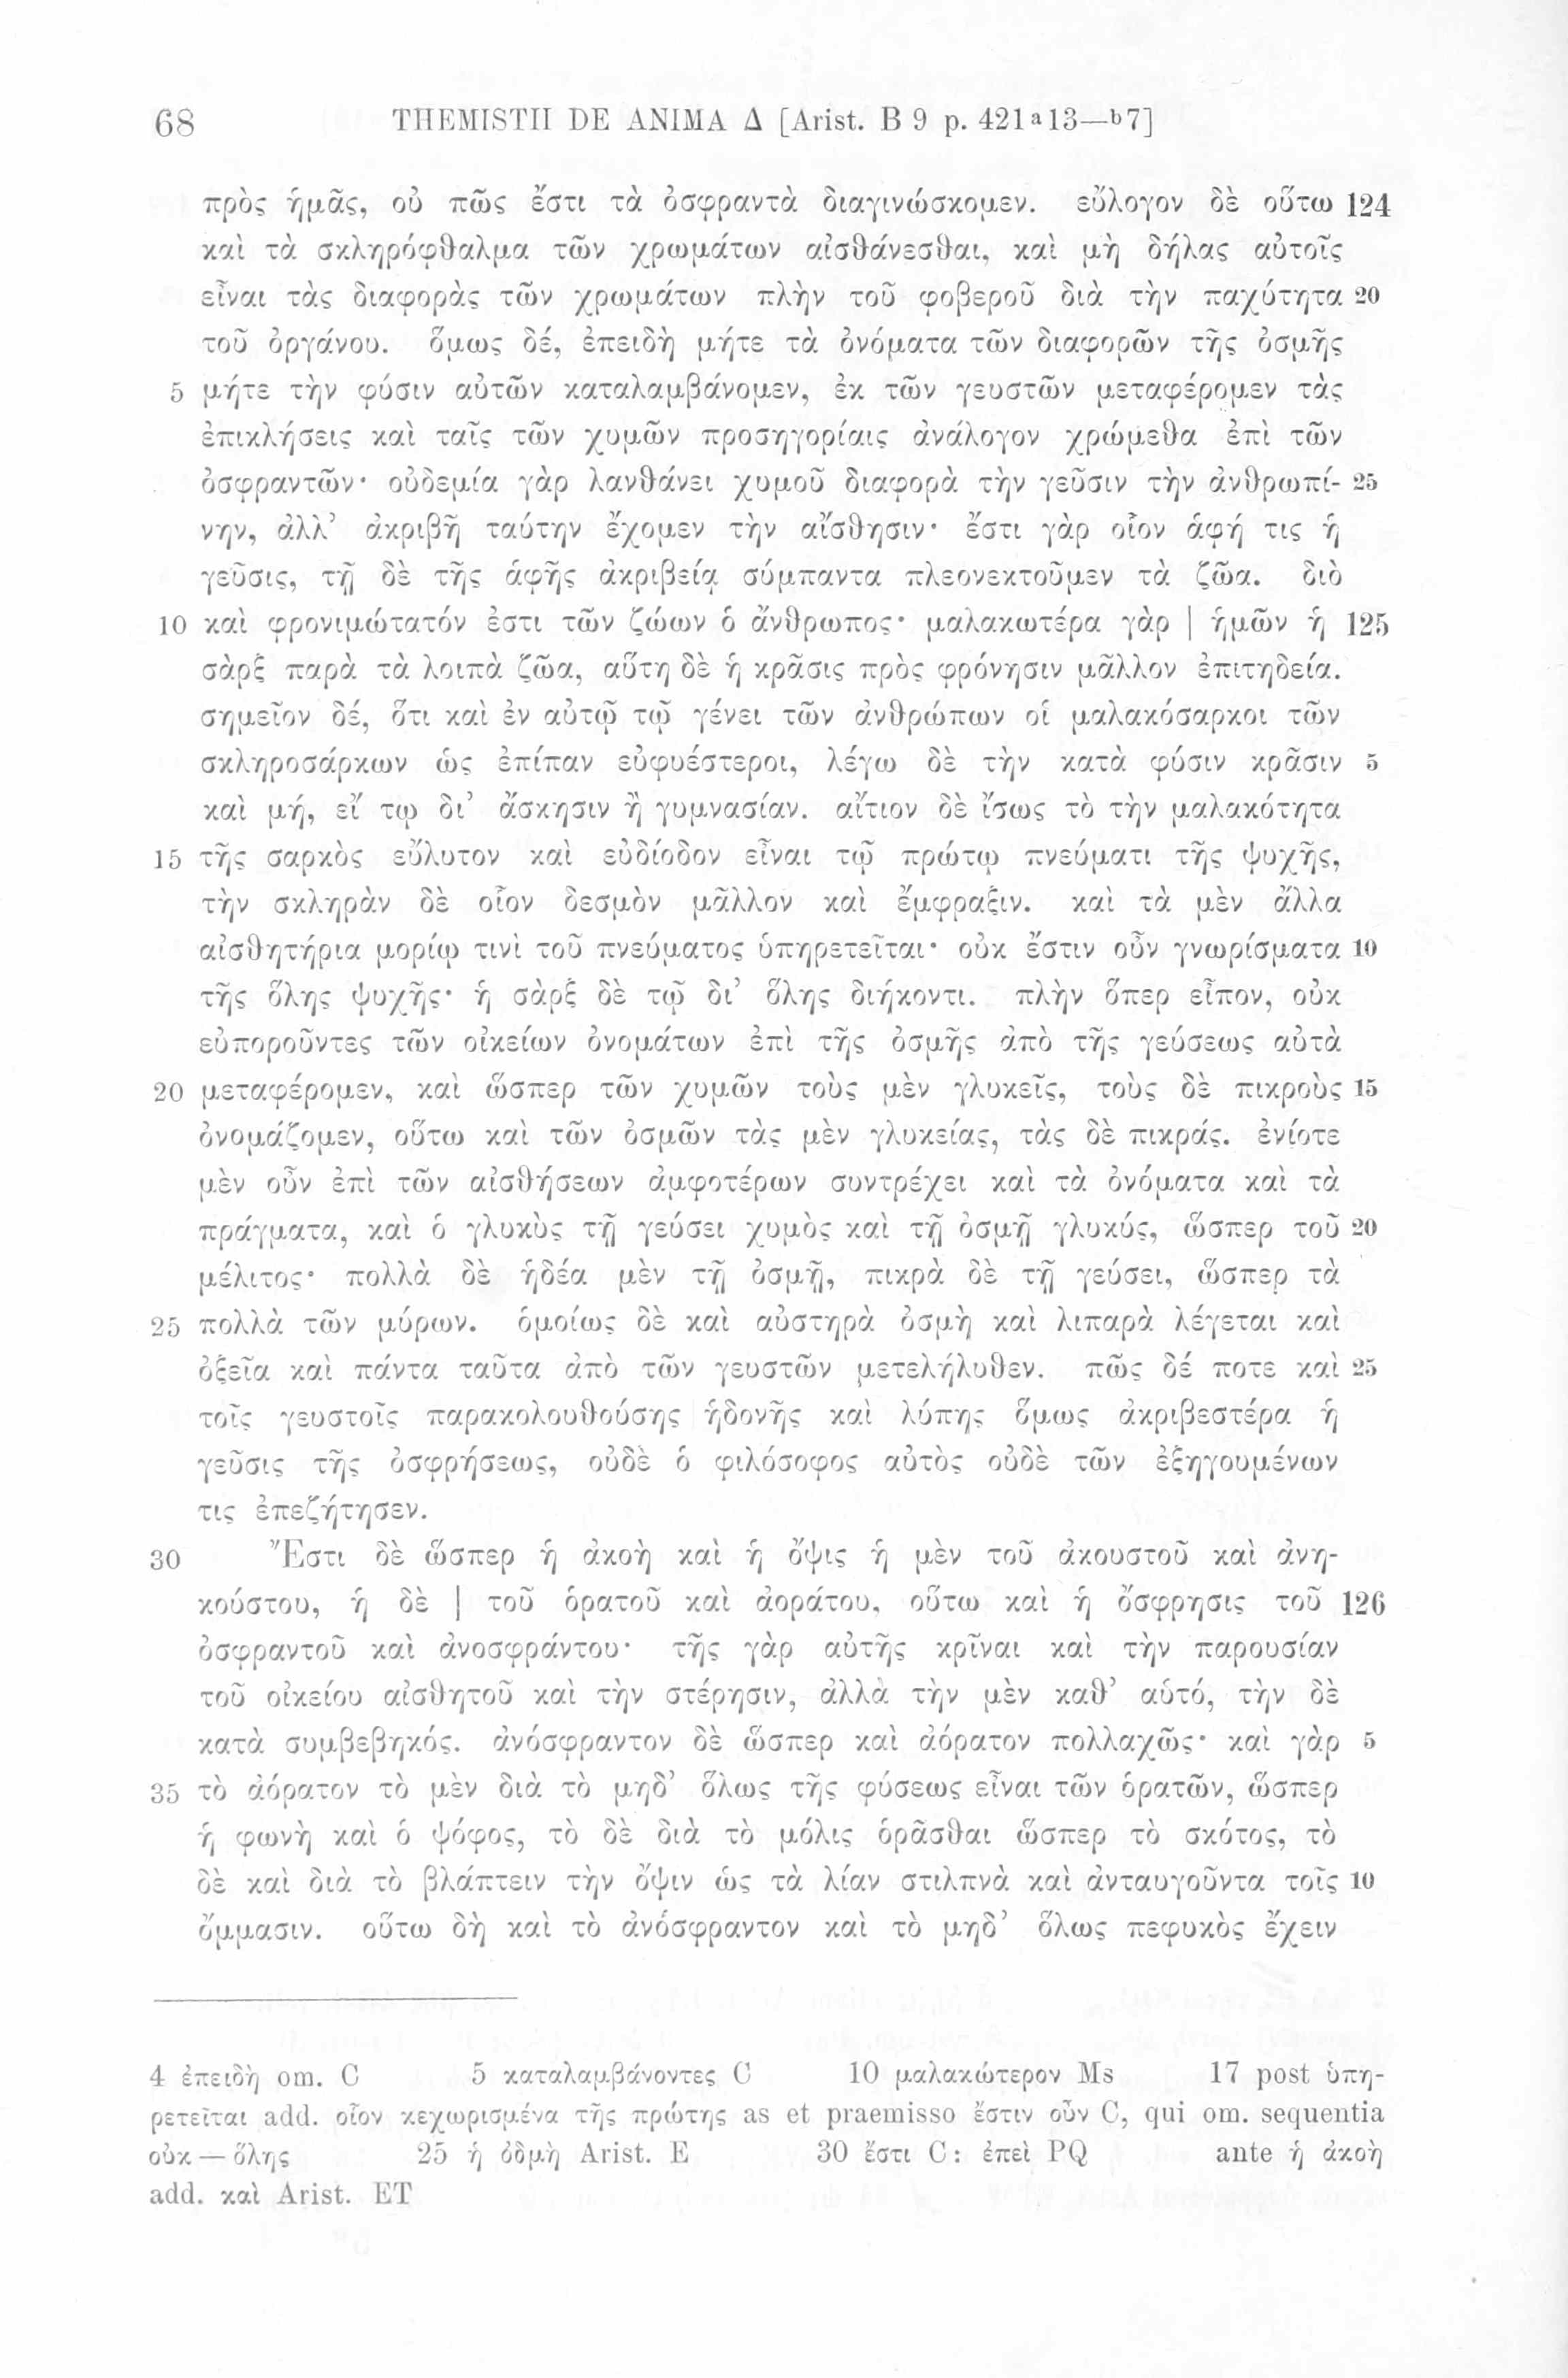 68 THEMISTII DE ANIMA Δ [Arist. B 9 p. 421ᵃ13—ᵇ7]
πρὸς ἡμᾶς, οὐ πῶς ἔστι τὰ ὀσφραντὰ διαγινώσκομεν. εὔλογον δὲ οὕτω 124
καὶ τὰ σκληρόφθαλμα τῶν χρωμάτων αἰσθάνεσθαι, καὶ μὴ δήλας αὐτοῖς
εἶναι τὰς διαφορὰς τῶν χρωμάτων πλὴν τοῦ φοβεροῦ διὰ τὴν παχύτητα 20
τοῦ ὀργάνου. ὅμως δέ, ἐπειδὴ μήτε τὰ ὀνόματα τῶν διαφορῶν τῆς ὀσμῆς
5 μήτε τὴν φύσιν αὐτῶν καταλαμβάνομεν, ἐκ τῶν γευστῶν μεταφέρομεν τὰς
ἐπικλήσεις καὶ ταῖς τῶν χυμῶν προσηγορίαις ἀνάλογον χρώμεθα ἐπὶ τῶν
ὀσφραντῶν· οὐδεμία γὰρ λανθάνει χυμοῦ διαφορὰ τὴν γεῦσιν τὴν ἀνθρωπί- 25
νην, ἀλλ’ ἀκριβῆ ταύτην ἔχομεν τὴν αἴσθησιν· ἔστι γὰρ οἷον ἁφή τις ἡ
γεῦσις, τῇ δὲ τῆς ἁφῆς ἀκριβείᾳ σύμπαντα πλεονεκτοῦμεν τὰ ζῶα. διὸ
10 καὶ φρονιμώτατόν ἐστι τῶν ζώων ὁ ἄνθρωπος· μαλακωτέρα γὰρ | ἡμῶν ἡ 125
σὰρξ παρὰ τὰ λοιπὰ ζῶα, αὕτη δὲ ἡ κρᾶσις πρὸς φρόνησιν μᾶλλον ἐπιτηδεία.
σημεῖον δέ, ὅτι καὶ ἐν αὐτῷ τῷ γένει τῶν ἀνθρώπων οἱ μαλακόσαρκοι τῶν
σκληροσάρκων ὡς ἐπίπαν εὐφυέστεροι, λέγω δὲ τὴν κατὰ φύσιν κρᾶσιν 5
καὶ μή, εἴ τῳ δι’ ἄσκησιν ἢ γυμνασίαν. αἴτιον δὲ ἴσως τὸ τὴν μαλακότητα
15 τῆς σαρκὸς εὔλυτον καὶ εὐδίοδον εἶναι τῷ πρώτῳ πνεύματι τῆς ψυχῆς,
τὴν σκληρὰν δὲ οἷον δεσμὸν μᾶλλον καὶ ἔμφραξιν. καὶ τὰ μὲν ἄλλα
αἰσθητήρια μορίῳ τινὶ τοῦ πνεύματος ὑπηρετεῖται· οὐκ ἔστιν οὖν γνωρίσματα 10
τῆς ὅλης ψυχῆς· ἡ σὰρξ δὲ τῷ δι’ ὅλης διήκοντι. πλὴν ὅπερ εἶπον, οὐκ
εὐποροῦντες τῶν οἰκείων ὀνομάτων ἐπὶ τῆς ὀσμῆς ἀπὸ τῆς γεύσεως αὐτὰ
20 μεταφέρομεν, καὶ ὥσπερ τῶν χυμῶν τοὺς μὲν γλυκεῖς, τοὺς δὲ πικροὺς 15
ὀνομάζομεν, οὕτω καὶ τῶν ὀσμῶν τὰς μὲν γλυκείας, τὰς δὲ πικράς. ἐνίοτε
μὲν οὖν ἐπὶ τῶν αἰσθήσεων ἀμφοτέρων συντρέχει καὶ τὰ ὀνόματα καὶ τὰ
πράγματα, καὶ ὁ γλυκὺς τῇ γεύσει χυμὸς καὶ τῇ ὀσμῇ γλυκύς, ὥσπερ τοῦ 20
μέλιτος· πολλὰ δὲ ἡδέα μὲν τῇ ὀσμῇ, πικρὰ δὲ τῇ γεύσει, ὥσπερ τὰ
25 πολλὰ τῶν μύρων. ὁμοίως δὲ καὶ αὐστηρὰ ὀσμὴ καὶ λιπαρὰ λέγεται καὶ
ὀξεῖα καὶ πάντα ταῦτα ἀπὸ τῶν γευστῶν μετελήλυθεν. πῶς δέ ποτε καὶ 25
τοῖς γευστοῖς παρακολουθούσης ἡδονῆς καὶ λύπης ὅμως ἀκριβεστέρα ἡ
γεῦσις τῆς ὀσφρήσεως, οὐδὲ ὁ φιλόσοφος αὐτὸς οὐδὲ τῶν ἐξηγουμένων
τις ἐπεζήτησεν.
30 Ἔστι δὲ ὥσπερ ἡ ἀκοὴ καὶ ἡ ὄψις ἡ μὲν τοῦ ἀκουστοῦ καὶ ἀνη-
κούστου, ἡ δὲ | τοῦ ὁρατοῦ καὶ ἀοράτου, οὕτω καὶ ἡ ὄσφρησις τοῦ 126
ὀσφραντοῦ καὶ ἀνοσφράντου· τῆς γὰρ αὐτῆς κρῖναι καὶ τὴν παρουσίαν
τοῦ οἰκείου αἰσθητοῦ καὶ τὴν στέρησιν, ἀλλὰ τὴν μὲν καθ’ αὑτό, τὴν δὲ
κατὰ συμβεβηκός. ἀνόσφραντον δὲ ὥσπερ καὶ ἀόρατον πολλαχῶς· καὶ γὰρ 5
35 τὸ ἀόρατον τὸ μὲν διὰ τὸ μηδ’ ὅλως τῆς φύσεως εἶναι τῶν ὁρατῶν, ὥσπερ
ἡ φωνὴ καὶ ὁ ψόφος, τὸ δὲ διὰ τὸ μόλις ὁρᾶσθαι ὥσπερ τὸ σκότος, τὸ
δὲ καὶ διὰ τὸ βλάπτειν τὴν ὄψιν ὡς τὰ λίαν στιλπνὰ καὶ ἀνταυγοῦντα τοῖς 10
ὄμμασιν. οὕτω δὴ καὶ τὸ ἀνόσφραντον καὶ τὸ μηδ’ ὅλως πεφυκὸς ἔχειν
4 ἐπειδὴ om. C 5 καταλαμβάνοντες C 10 μαλακώτερον Ms 17 post ὑπη-
ρετεῖται add. οἷον κεχωρισμένα τῆς πρώτης as et praemisso ἔστιν οὖν C, qui om. sequentia
οὐκ — ὅλης 25 ἡ ὀδμὴ Arist. E 30 ἔστι C: ἐπεὶ PQ ante ἡ ἀκοὴ
add. καὶ Arist. ET